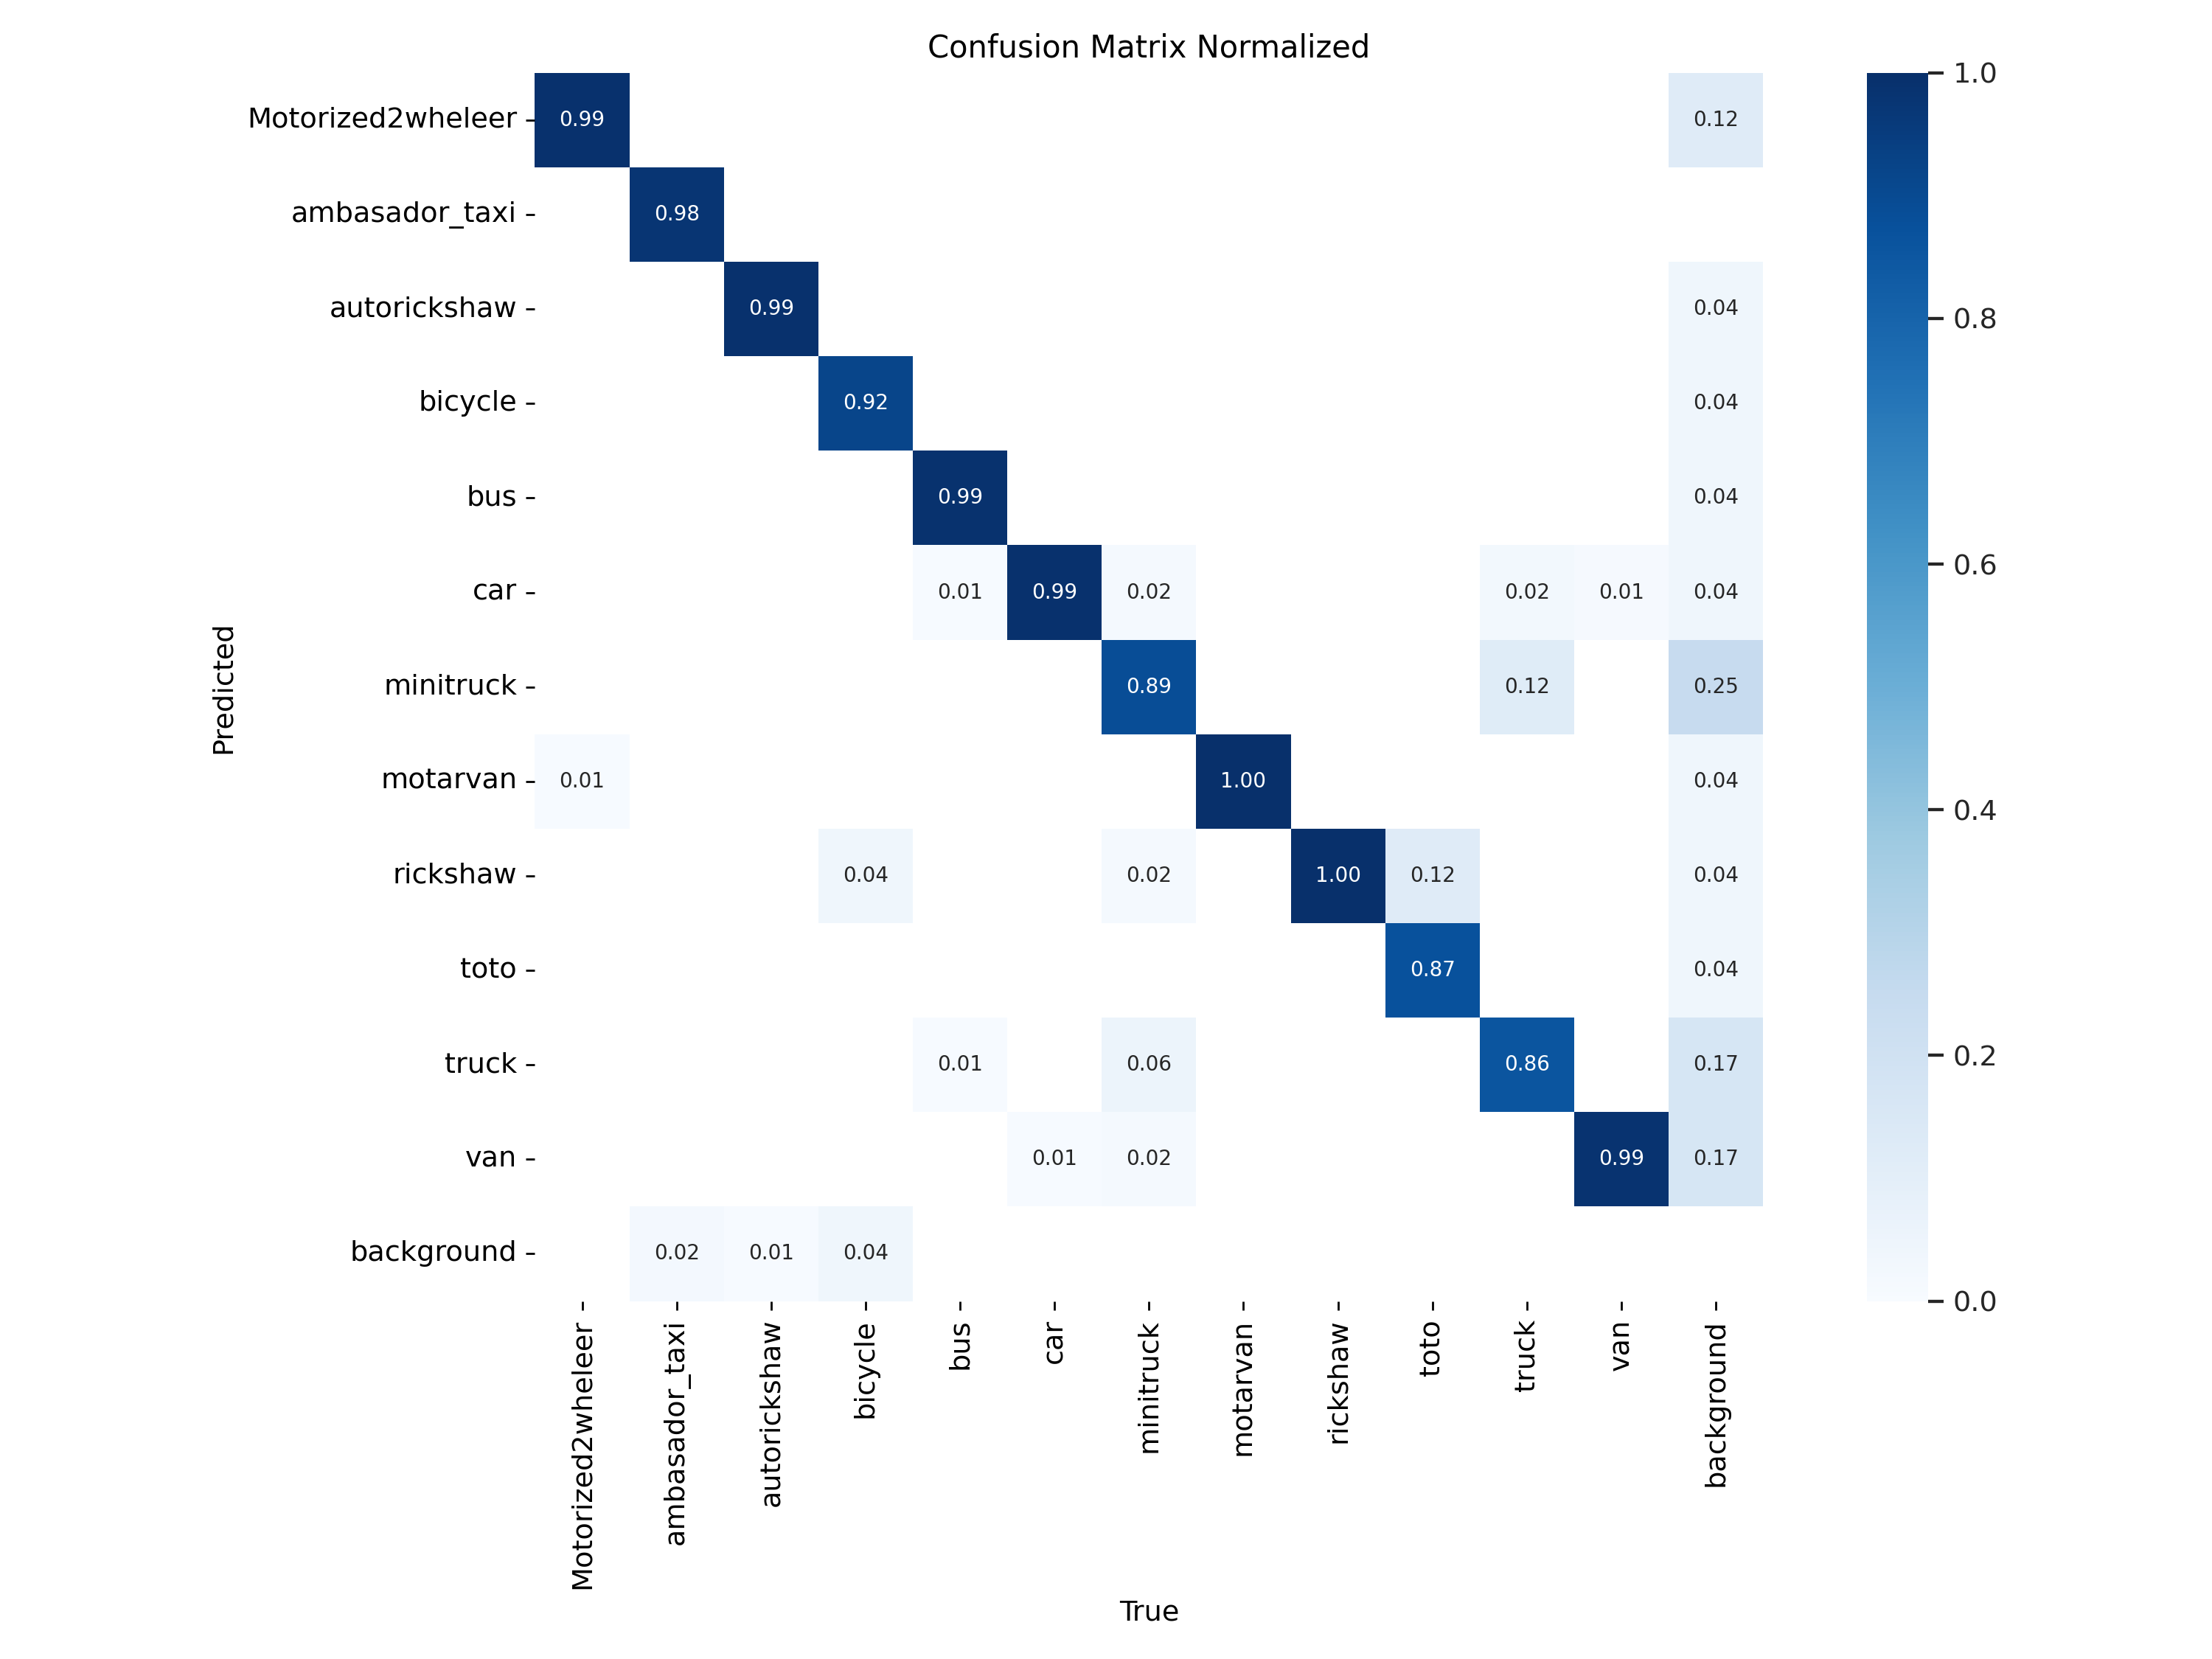 Confusion Matrix Normalized
Motorized2wheleer 0.99 0.12
ambasador_taxi 0.98
autorickshaw 0.99 0.04
bicycle 0.92 0.04
bus 0.99 0.04
car 0.01 0.99 0.02 0.02 0.01 0.04
minitruck 0.89 0.12 0.25
motarvan 0.01 1.00 0.04
rickshaw 0.04 0.02 1.00 0.12 0.04
toto 0.87 0.04
truck 0.01 0.06 0.86 0.17
van 0.01 0.02 0.99 0.17
background 0.02 0.01 0.04
Predicted
Motorized2wheleer
ambasador_taxi
autorickshaw
bicycle
bus
car
minitruck
motarvan
rickshaw
toto
truck
van
background
True
1.0
0.8
0.6
0.4
0.2
0.0